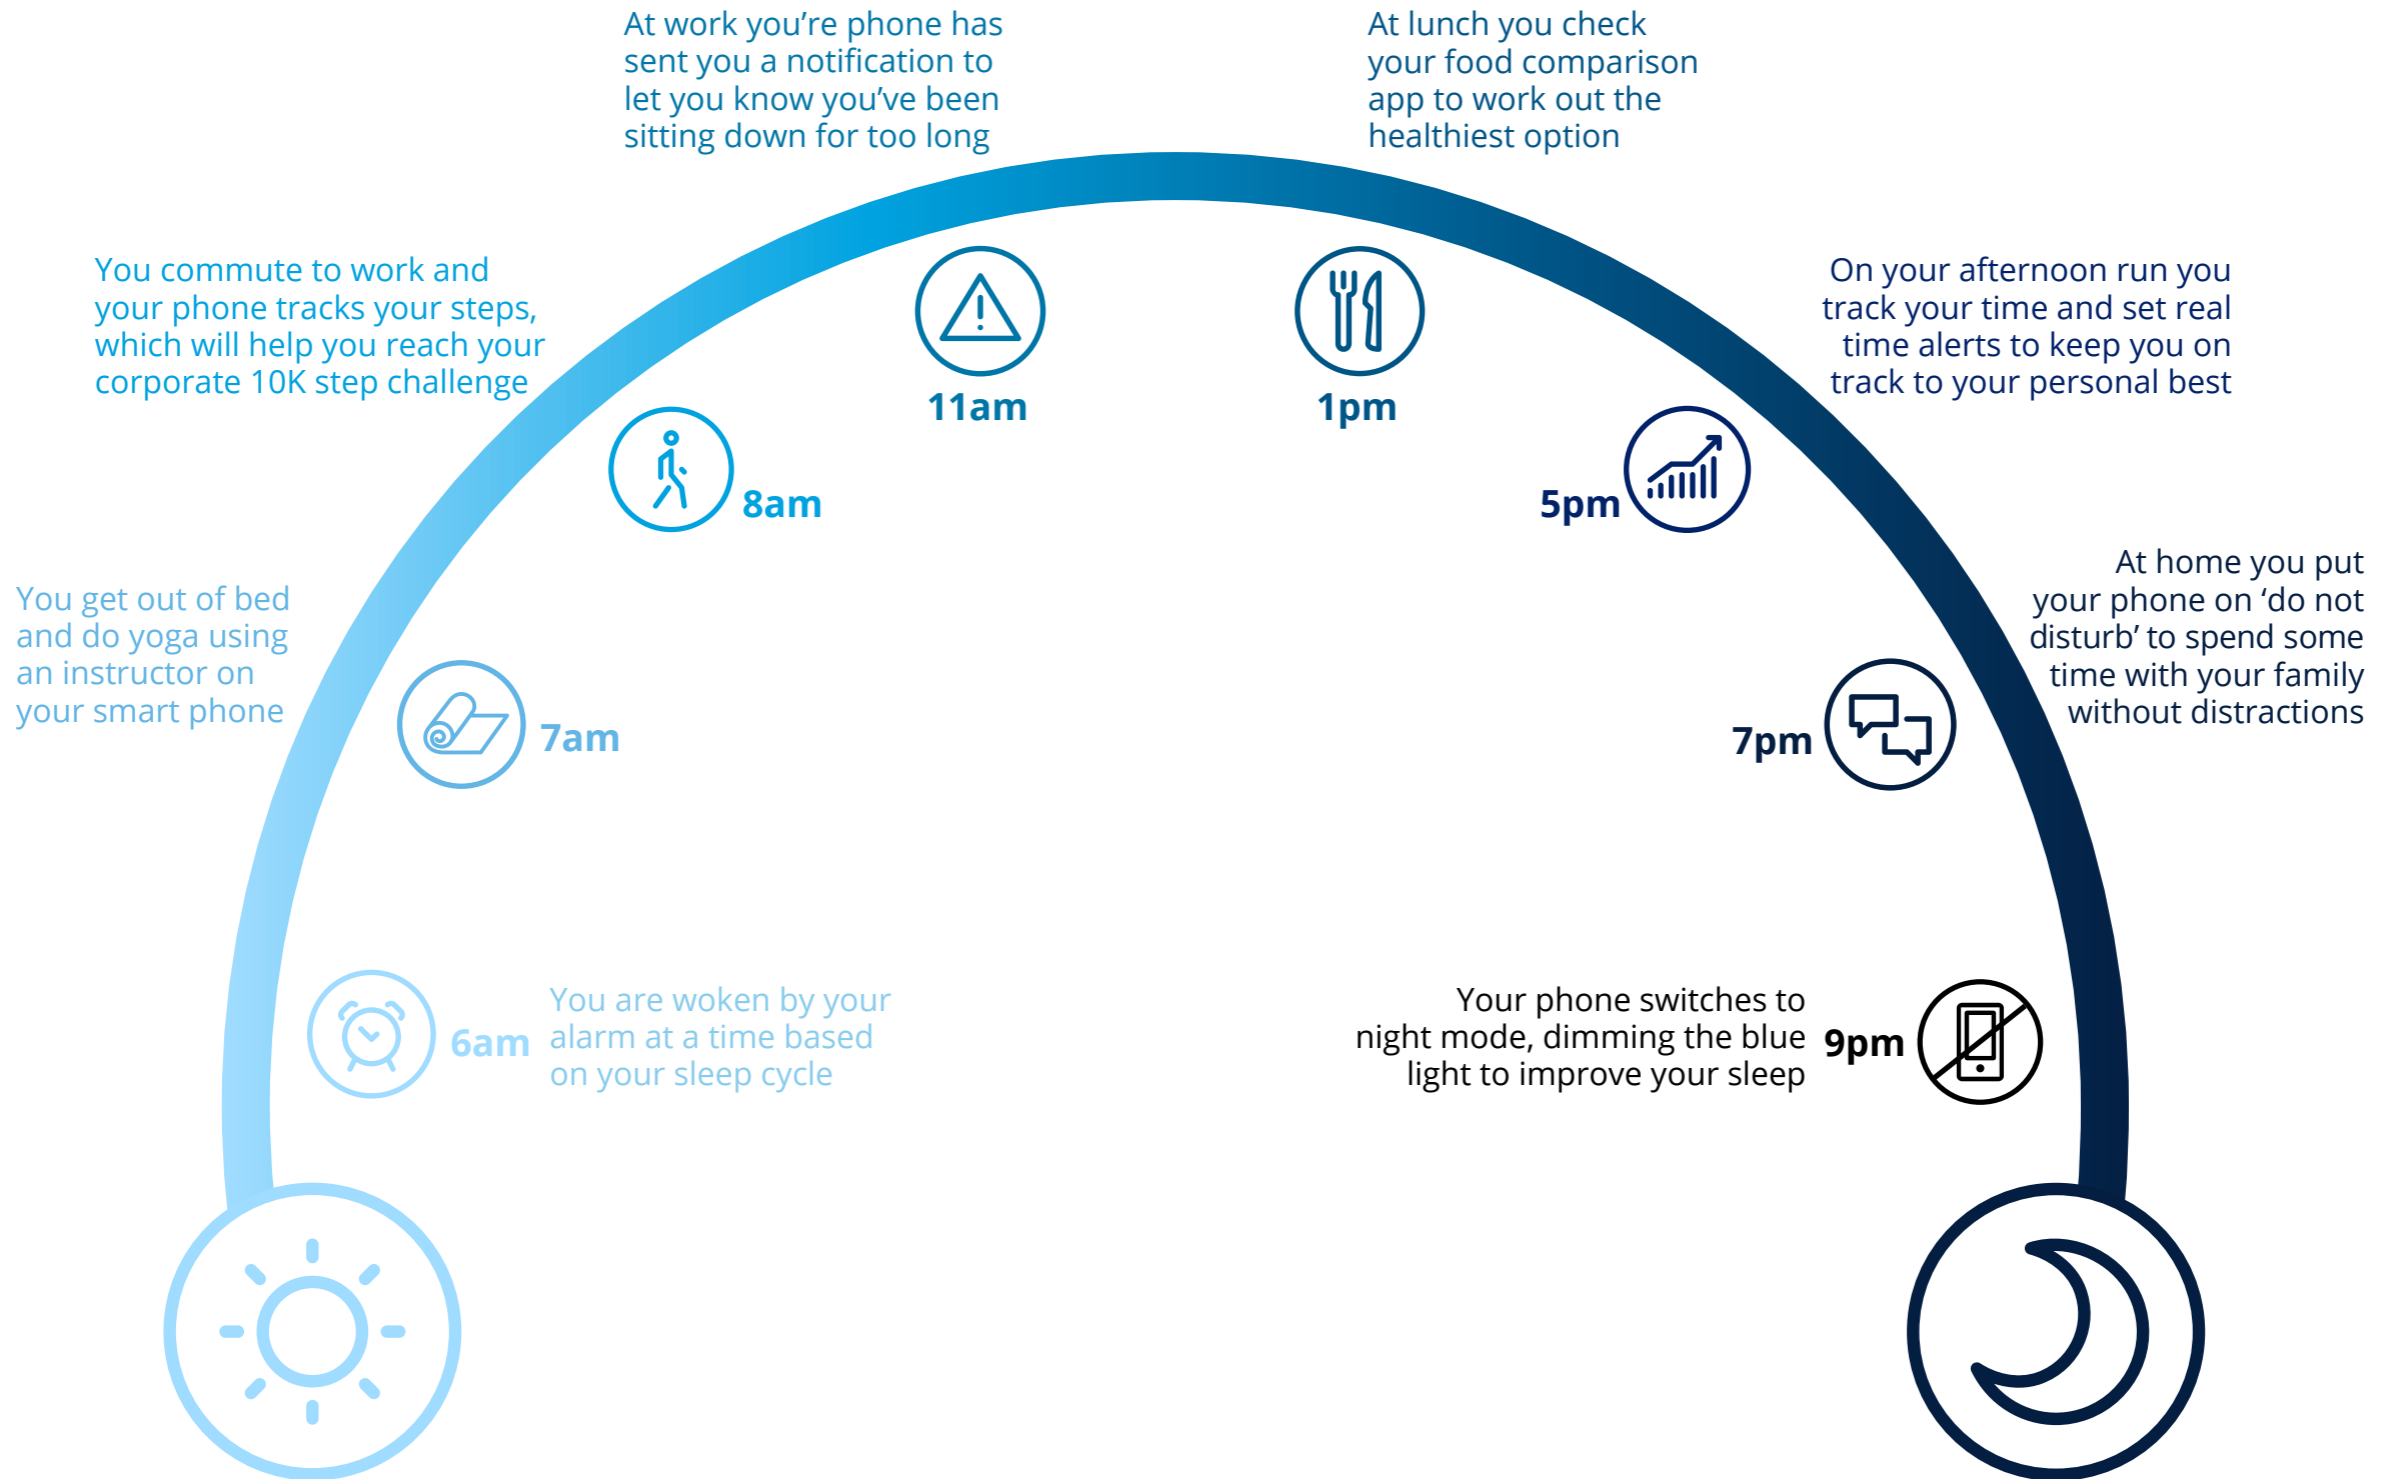 You are woken by your
alarm at a time based
on your sleep cycle
6am
You get out of bed
and do yoga using
an instructor on
your smart phone
7am
You commute to work and
your phone tracks your steps,
which will help you reach your
corporate 10K step challenge
8am
At work you’re phone has
sent you a notification to
let you know you’ve been
sitting down for too long
11am
At lunch you check
your food comparison
app to work out the
healthiest option
1pm
On your afternoon run you
track your time and set real
time alerts to keep you on
track to your personal best
5pm
At home you put
your phone on ‘do not
disturb’ to spend some
time with your family
without distractions
7pm
Your phone switches to
night mode, dimming the blue
light to improve your sleep
9pm